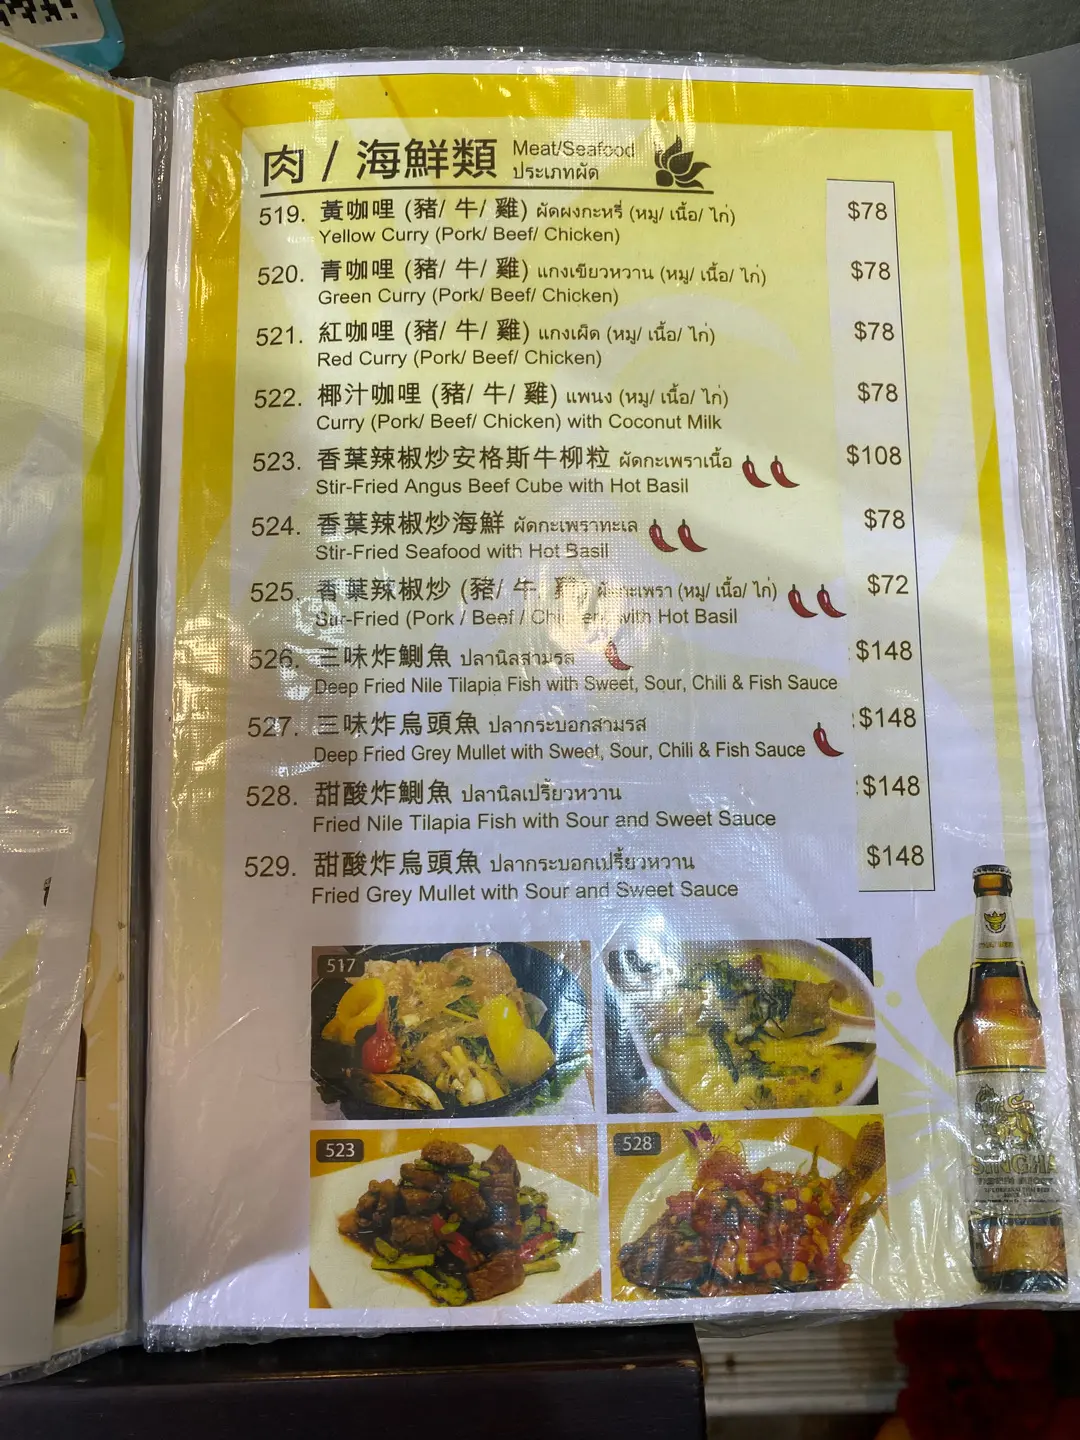 肉 / 海鮮類 Meat/Seafood
ประเภทผัด
519. 黃咖哩 (豬/ 牛/ 雞) ผัดผงกะหรี่ (หมู/ เนื้อ/ ไก่) $78
Yellow Curry (Pork/ Beef/ Chicken)
520. 青咖哩 (豬/ 牛/ 雞) แกงเขียวหวาน (หมู/ เนื้อ/ ไก่) $78
Green Curry (Pork/ Beef/ Chicken)
521. 紅咖哩 (豬/ 牛/ 雞) แกงเผ็ด (หมู/ เนื้อ/ ไก่) $78
Red Curry (Pork/ Beef/ Chicken)
522. 椰汁咖哩 (豬/ 牛/ 雞) แพนง (หมู/ เนื้อ/ ไก่) $78
Curry (Pork/ Beef/ Chicken) with Coconut Milk
523. 香葉辣椒炒安格斯牛柳粒 ผัดกะเพราเนื้อ $108
Stir-Fried Angus Beef Cube with Hot Basil
524. 香葉辣椒炒海鮮 ผัดกะเพราทะเล $78
Stir-Fried Seafood with Hot Basil
525. 香葉辣椒炒 (豬/ 牛/ 雞) ผัดกะเพรา (หมู/ เนื้อ/ ไก่) $72
Stir-Fried (Pork / Beef / Chicken) with Hot Basil
526. 三味炸鰂魚 ปลานิลสามรส $148
Deep Fried Nile Tilapia Fish with Sweet, Sour, Chili & Fish Sauce
527. 三味炸烏頭魚 ปลากระบอกสามรส $148
Deep Fried Grey Mullet with Sweet, Sour, Chili & Fish Sauce
528. 甜酸炸鰂魚 ปลานิลเปรี้ยวหวาน $148
Fried Nile Tilapia Fish with Sour and Sweet Sauce
529. 甜酸炸烏頭魚 ปลากระบอกเปรี้ยวหวาน $148
Fried Grey Mullet with Sour and Sweet Sauce
517
523
528